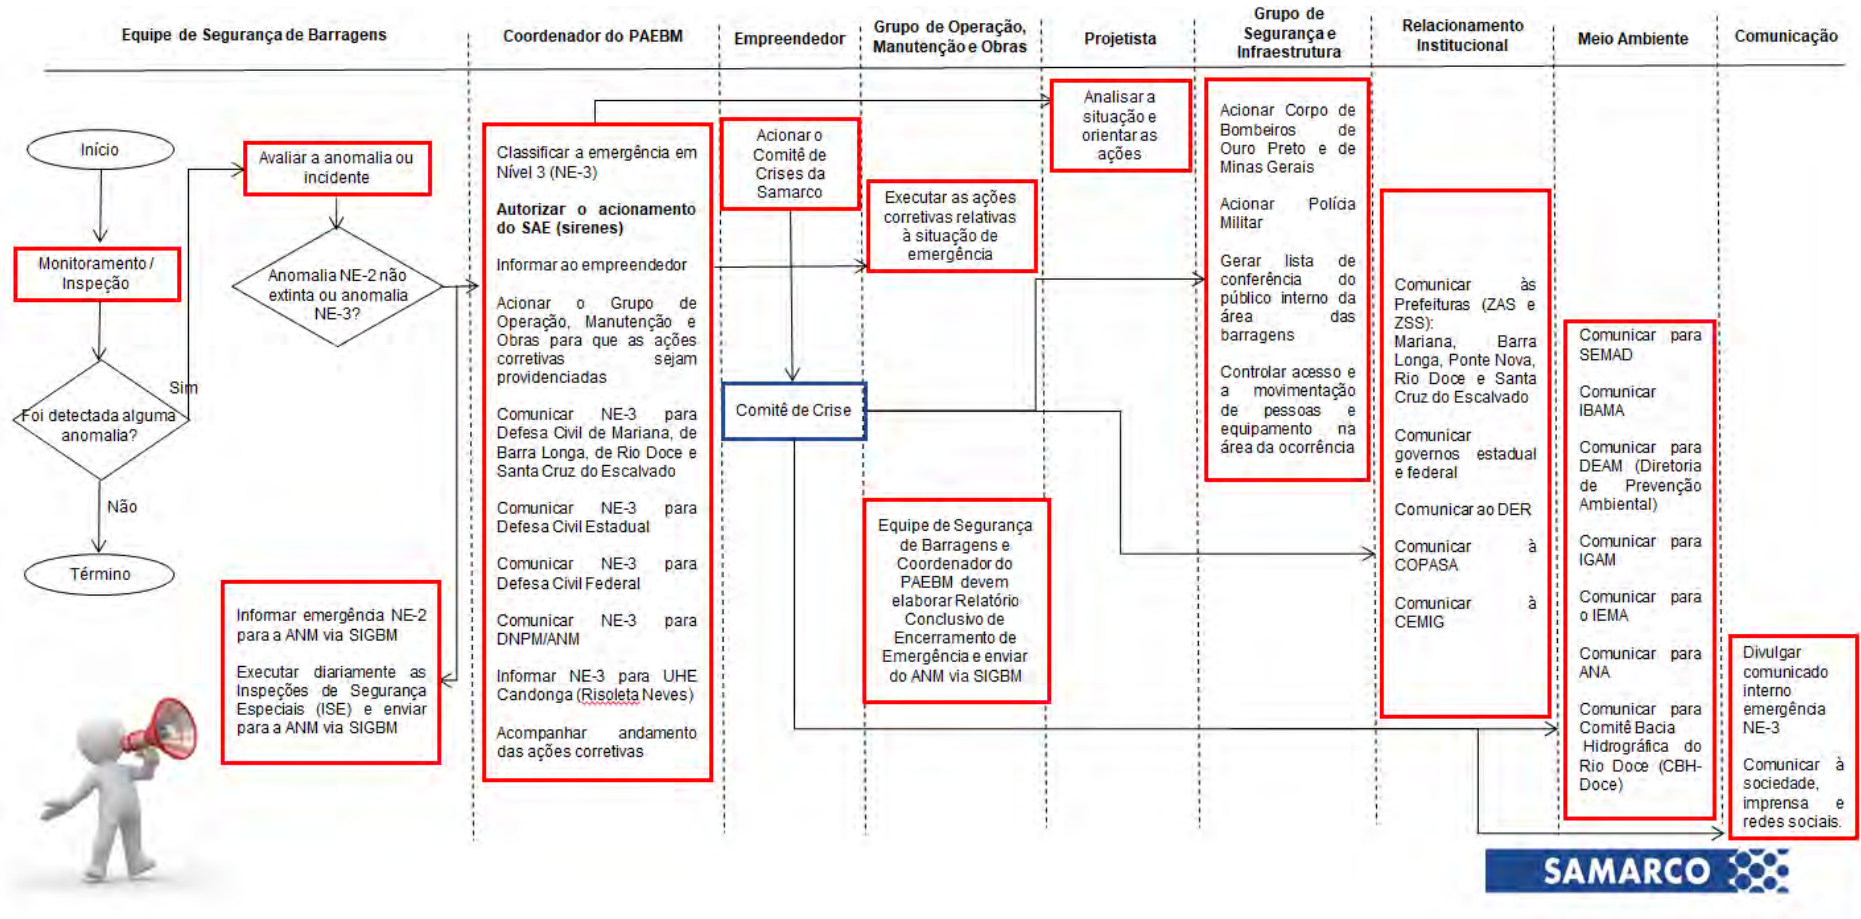 Equipe de Segurança de Barragens
Coordenador do PAEBM
Empreendedor
Grupo de Operação,
Manutenção e Obras
Projetista
Grupo de
Segurança e
Infraestrutura
Relacionamento
Institucional
Meio Ambiente
Comunicação
Início
Monitoramento /
Inspeção
Foi detectada alguma
anomalia?
Sim
Não
Término
Avaliar a anomalia ou
incidente
Anomalia NE-2 não
extinta ou anomalia
NE-3?
Informar emergência NE-2
para a ANM via SIGBM
Executar diariamente as
Inspeções de Segurança
Especiais (ISE) e enviar
para a ANM via SIGBM
Classificar a emergência em
Nível 3 (NE-3)
Autorizar o acionamento
do SAE (sirenes)
Informar ao empreendedor
Acionar o Grupo de
Operação, Manutenção e
Obras para que as ações
corretivas sejam
providenciadas
Comunicar NE-3 para
Defesa Civil de Mariana, de
Barra Longa, de Rio Doce e
Santa Cruz do Escalvado
Comunicar NE-3 para
Defesa Civil Estadual
Comunicar NE-3 para
Defesa Civil Federal
Comunicar NE-3 para
DNPM/ANM
Informar NE-3 para UHE
Candonga (Risoleta Neves)
Acompanhar andamento
das ações corretivas
Acionar o
Comitê de
Crises da
Samarco
Comitê de Crise
Executar as ações
corretivas relativas
à situação de
emergência
Equipe de Segurança
de Barragens e
Coordenador do
PAEBM devem
elaborar Relatório
Conclusivo de
Encerramento de
Emergência e enviar
do ANM via SIGBM
Analisar a
situação e
orientar as
ações
Acionar Corpo de
Bombeiros de
Ouro Preto e de
Minas Gerais
Acionar Polícia
Militar
Gerar lista de
conferência do
público interno da
área das
barragens
Controlar acesso e
a movimentação
de pessoas e
equipamento na
área da ocorrência
Comunicar às
Prefeituras (ZAS e
ZSS):
Mariana, Barra
Longa, Ponte Nova,
Rio Doce e Santa
Cruz do Escalvado
Comunicar
governos estadual
e federal
Comunicar ao DER
Comunicar à
COPASA
Comunicar à
CEMIG
Comunicar para
SEMAD
Comunicar
IBAMA
Comunicar para
DEAM (Diretoria
de Prevenção
Ambiental)
Comunicar para
IGAM
Comunicar para
o IEMA
Comunicar para
ANA
Comunicar para
Comitê Bacia
Hidrográfica do
Rio Doce (CBH-
Doce)
Divulgar
comunicado
interno
emergência
NE-3
Comunicar à
sociedade,
imprensa e
redes sociais.
SAMARCO